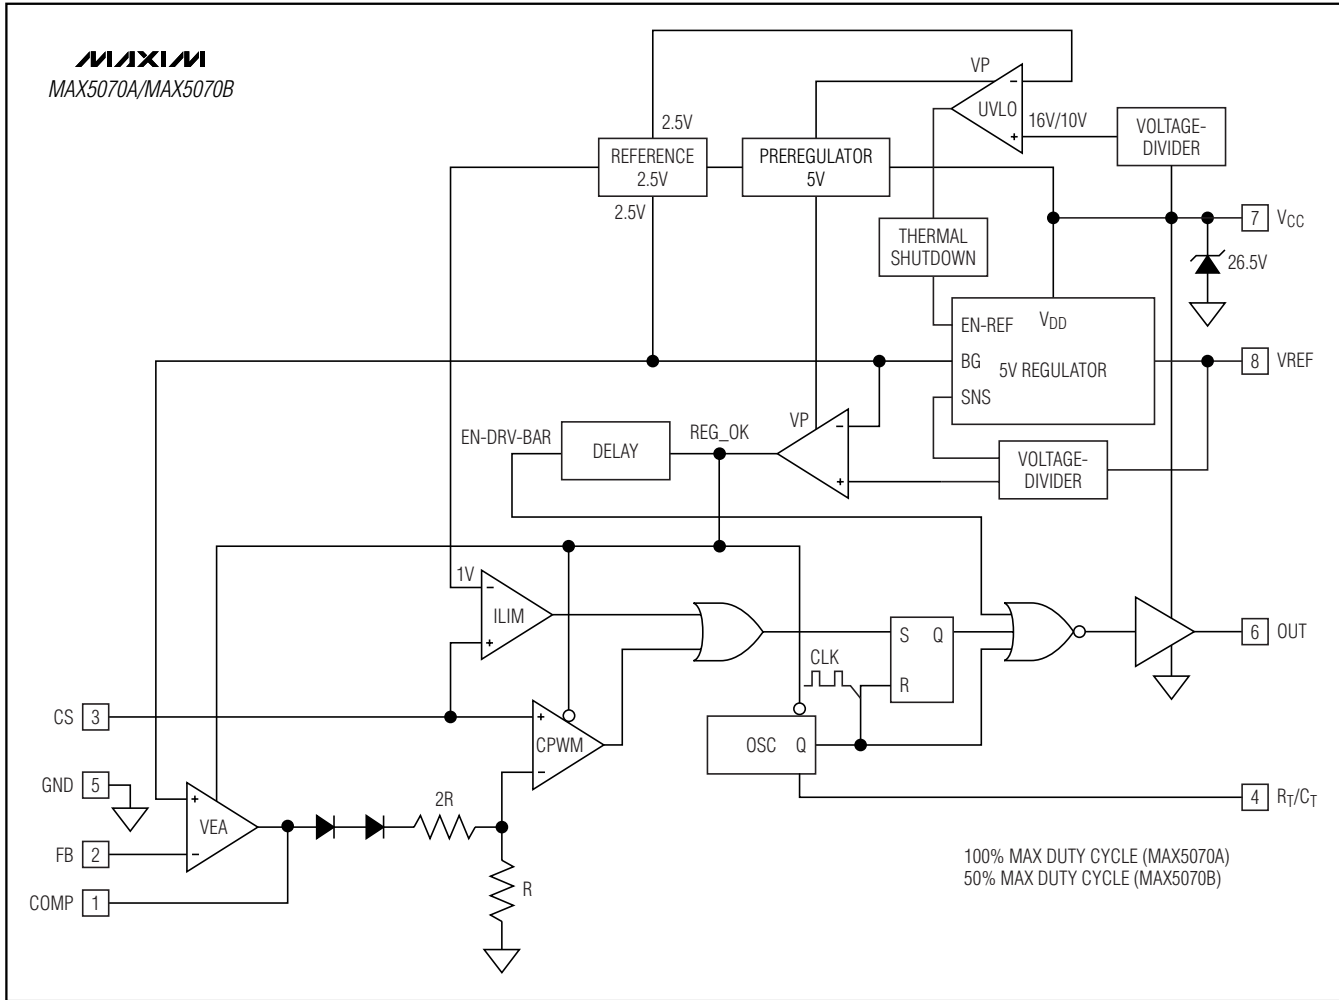 MAXIM
MAX5070A/MAX5070B
VP
−
UVLO
+
16V/10V
VOLTAGE-
DIVIDER
2.5V
REFERENCE
2.5V
2.5V
PREREGULATOR
5V
7 VCC
26.5V
THERMAL
SHUTDOWN
EN-REF
VDD
BG
5V REGULATOR
SNS
8 VREF
VP
−
+
EN-DRV-BAR
DELAY
REG_OK
VOLTAGE-
DIVIDER
1V
−
ILIM
+
S Q
R
CLK
6 OUT
CS 3
+
CPWM
−
OSC Q
GND 5
+
VEA
−
2R
R
4 RT/CT
FB 2
COMP 1
100% MAX DUTY CYCLE (MAX5070A)
50% MAX DUTY CYCLE (MAX5070B)